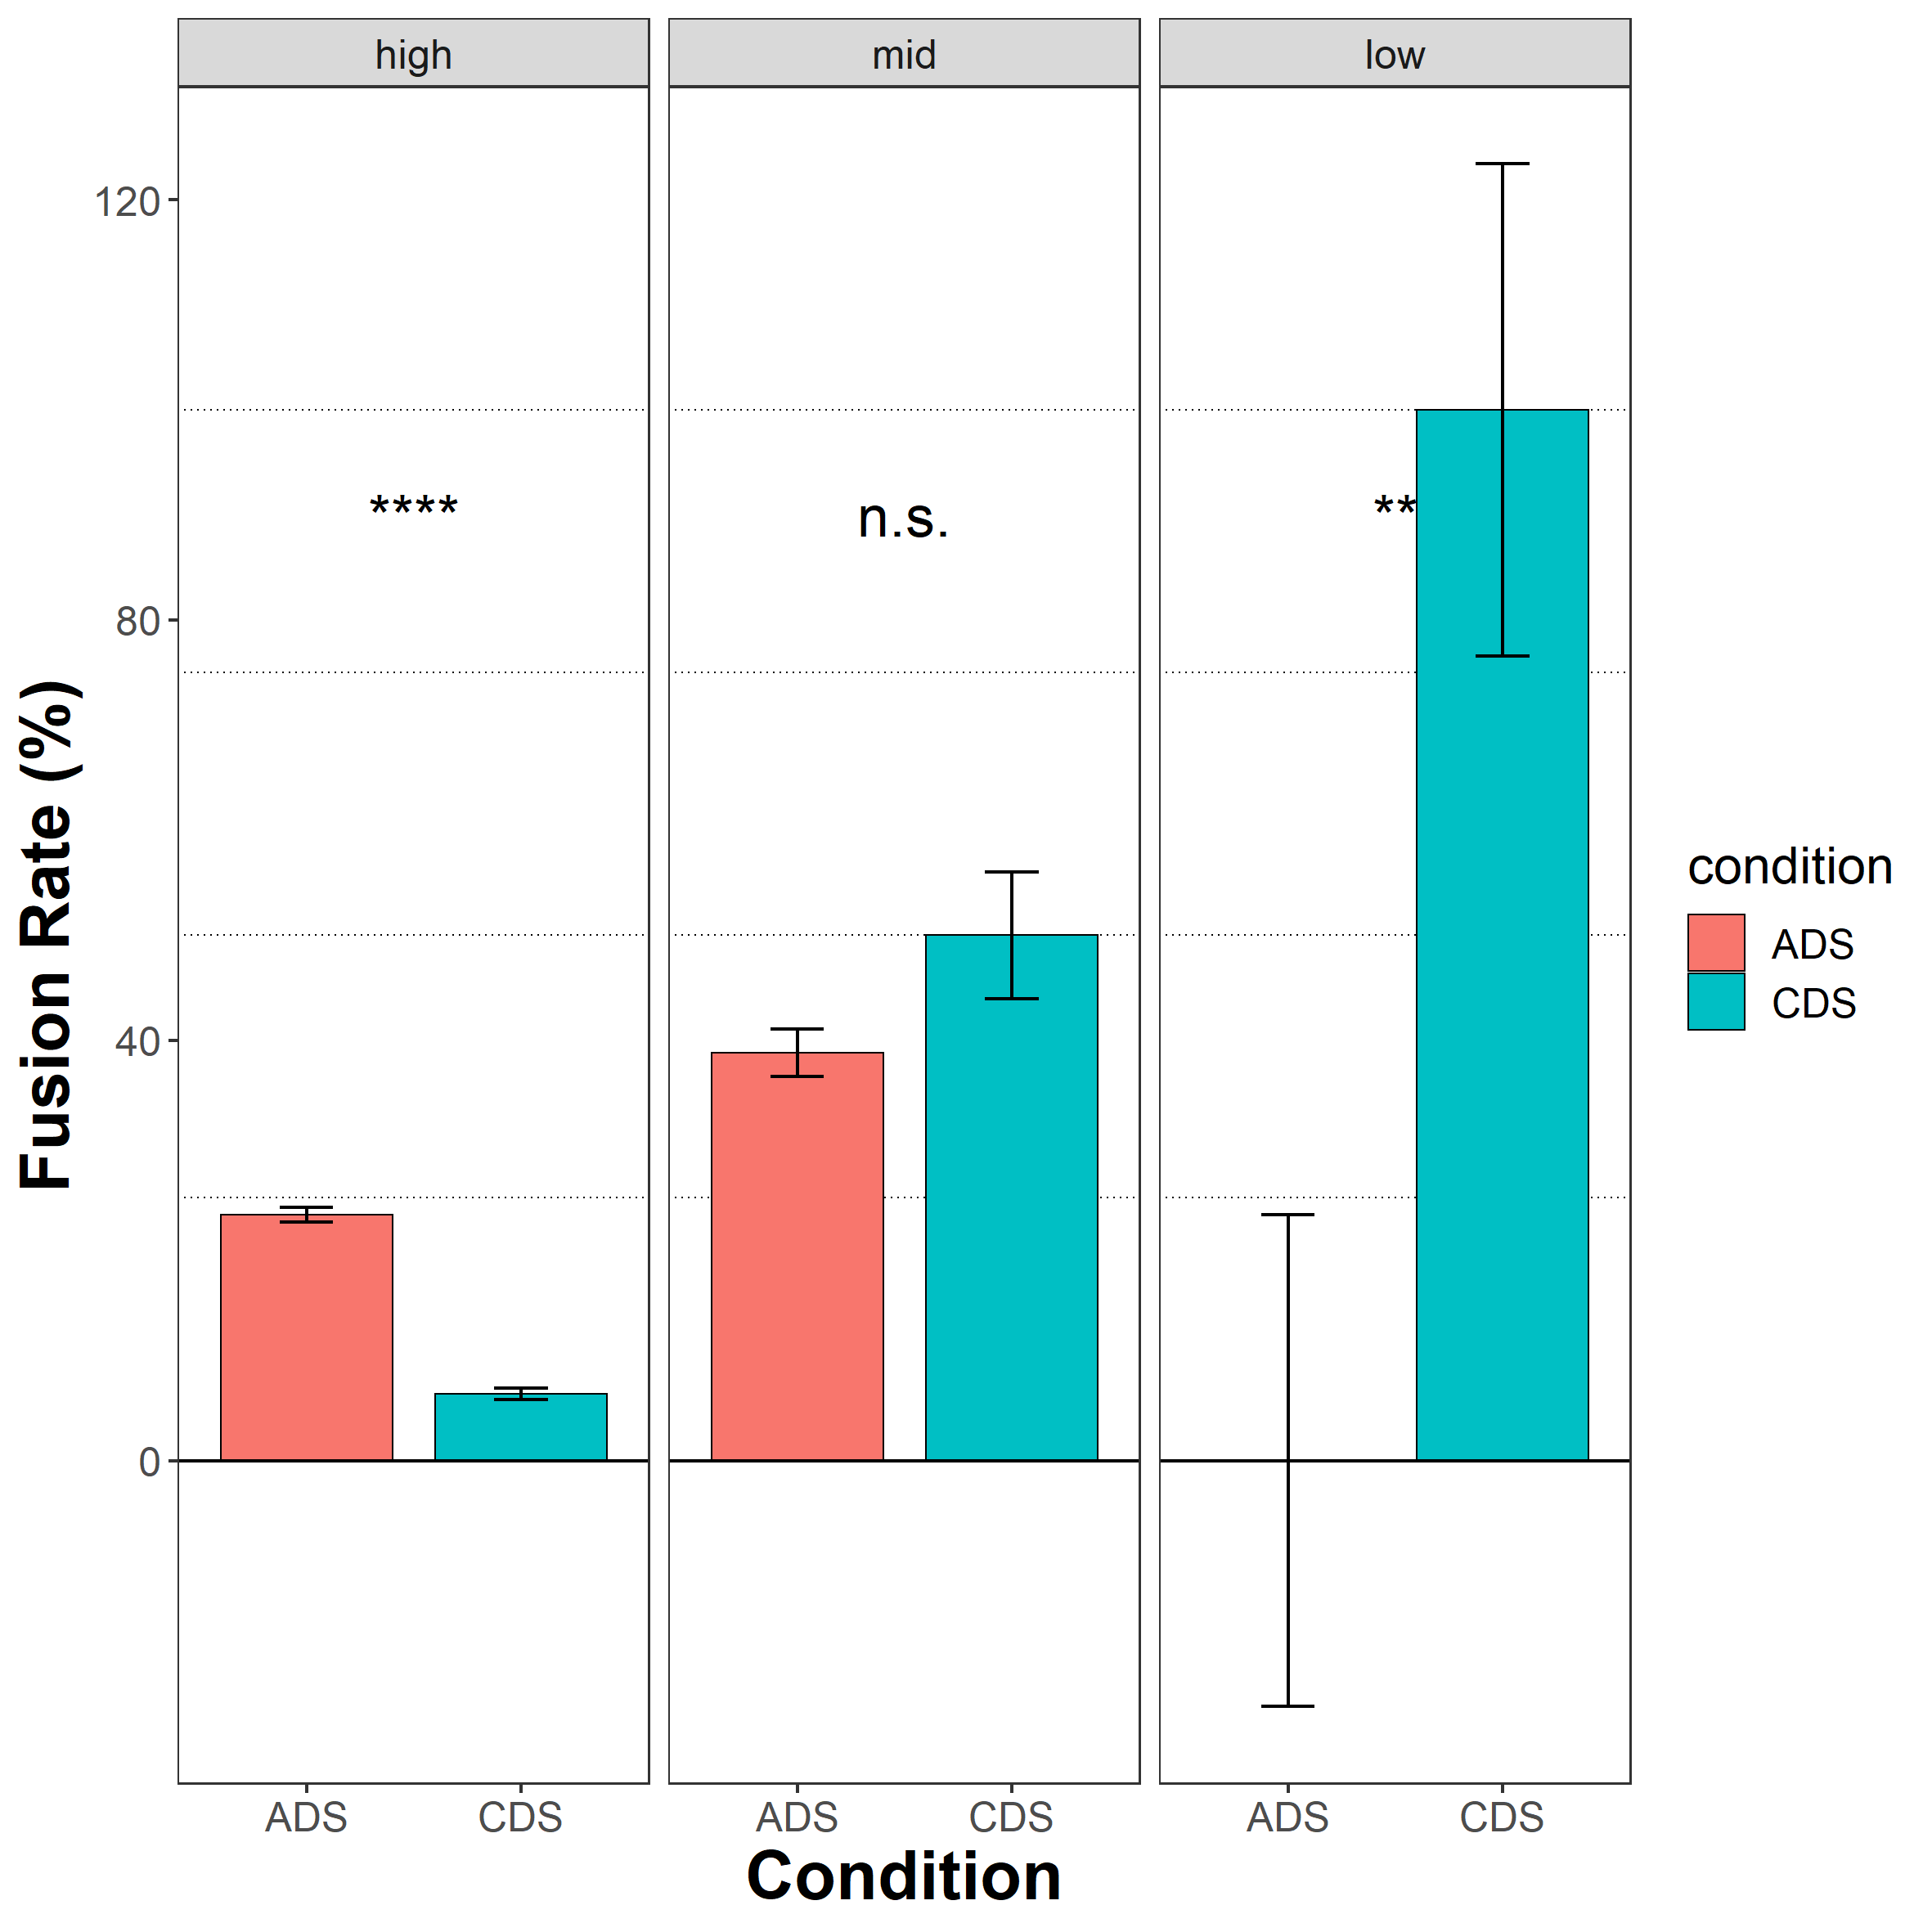 high mid low
120
**** n.s. **
80
40
0
Fusion Rate (%)
condition
ADS
CDS
ADS CDS ADS CDS ADS CDS
Condition